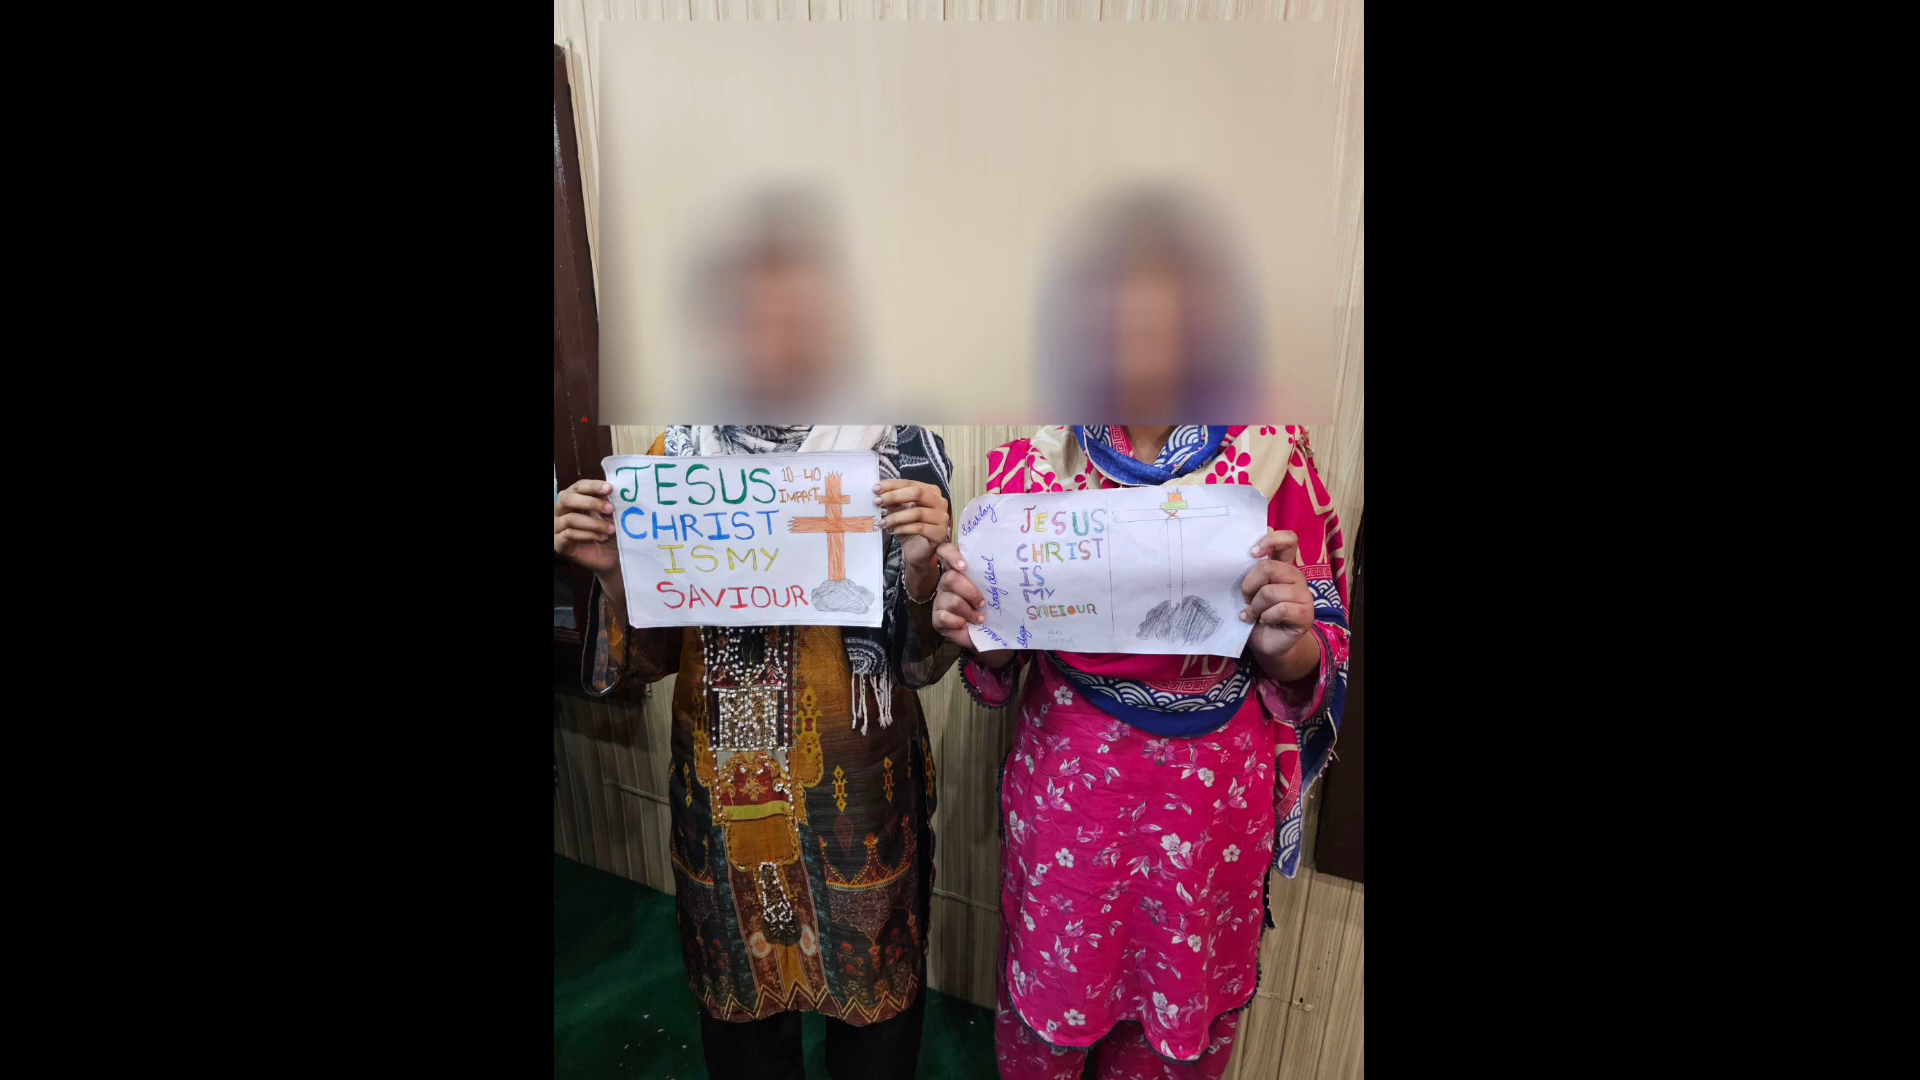 JESUS
10-40
IMPACT
CHRIST
IS MY
SAVIOUR
Saturday
Sunday School
JESUS
CHRIST
IS
MY
SAEIOUR